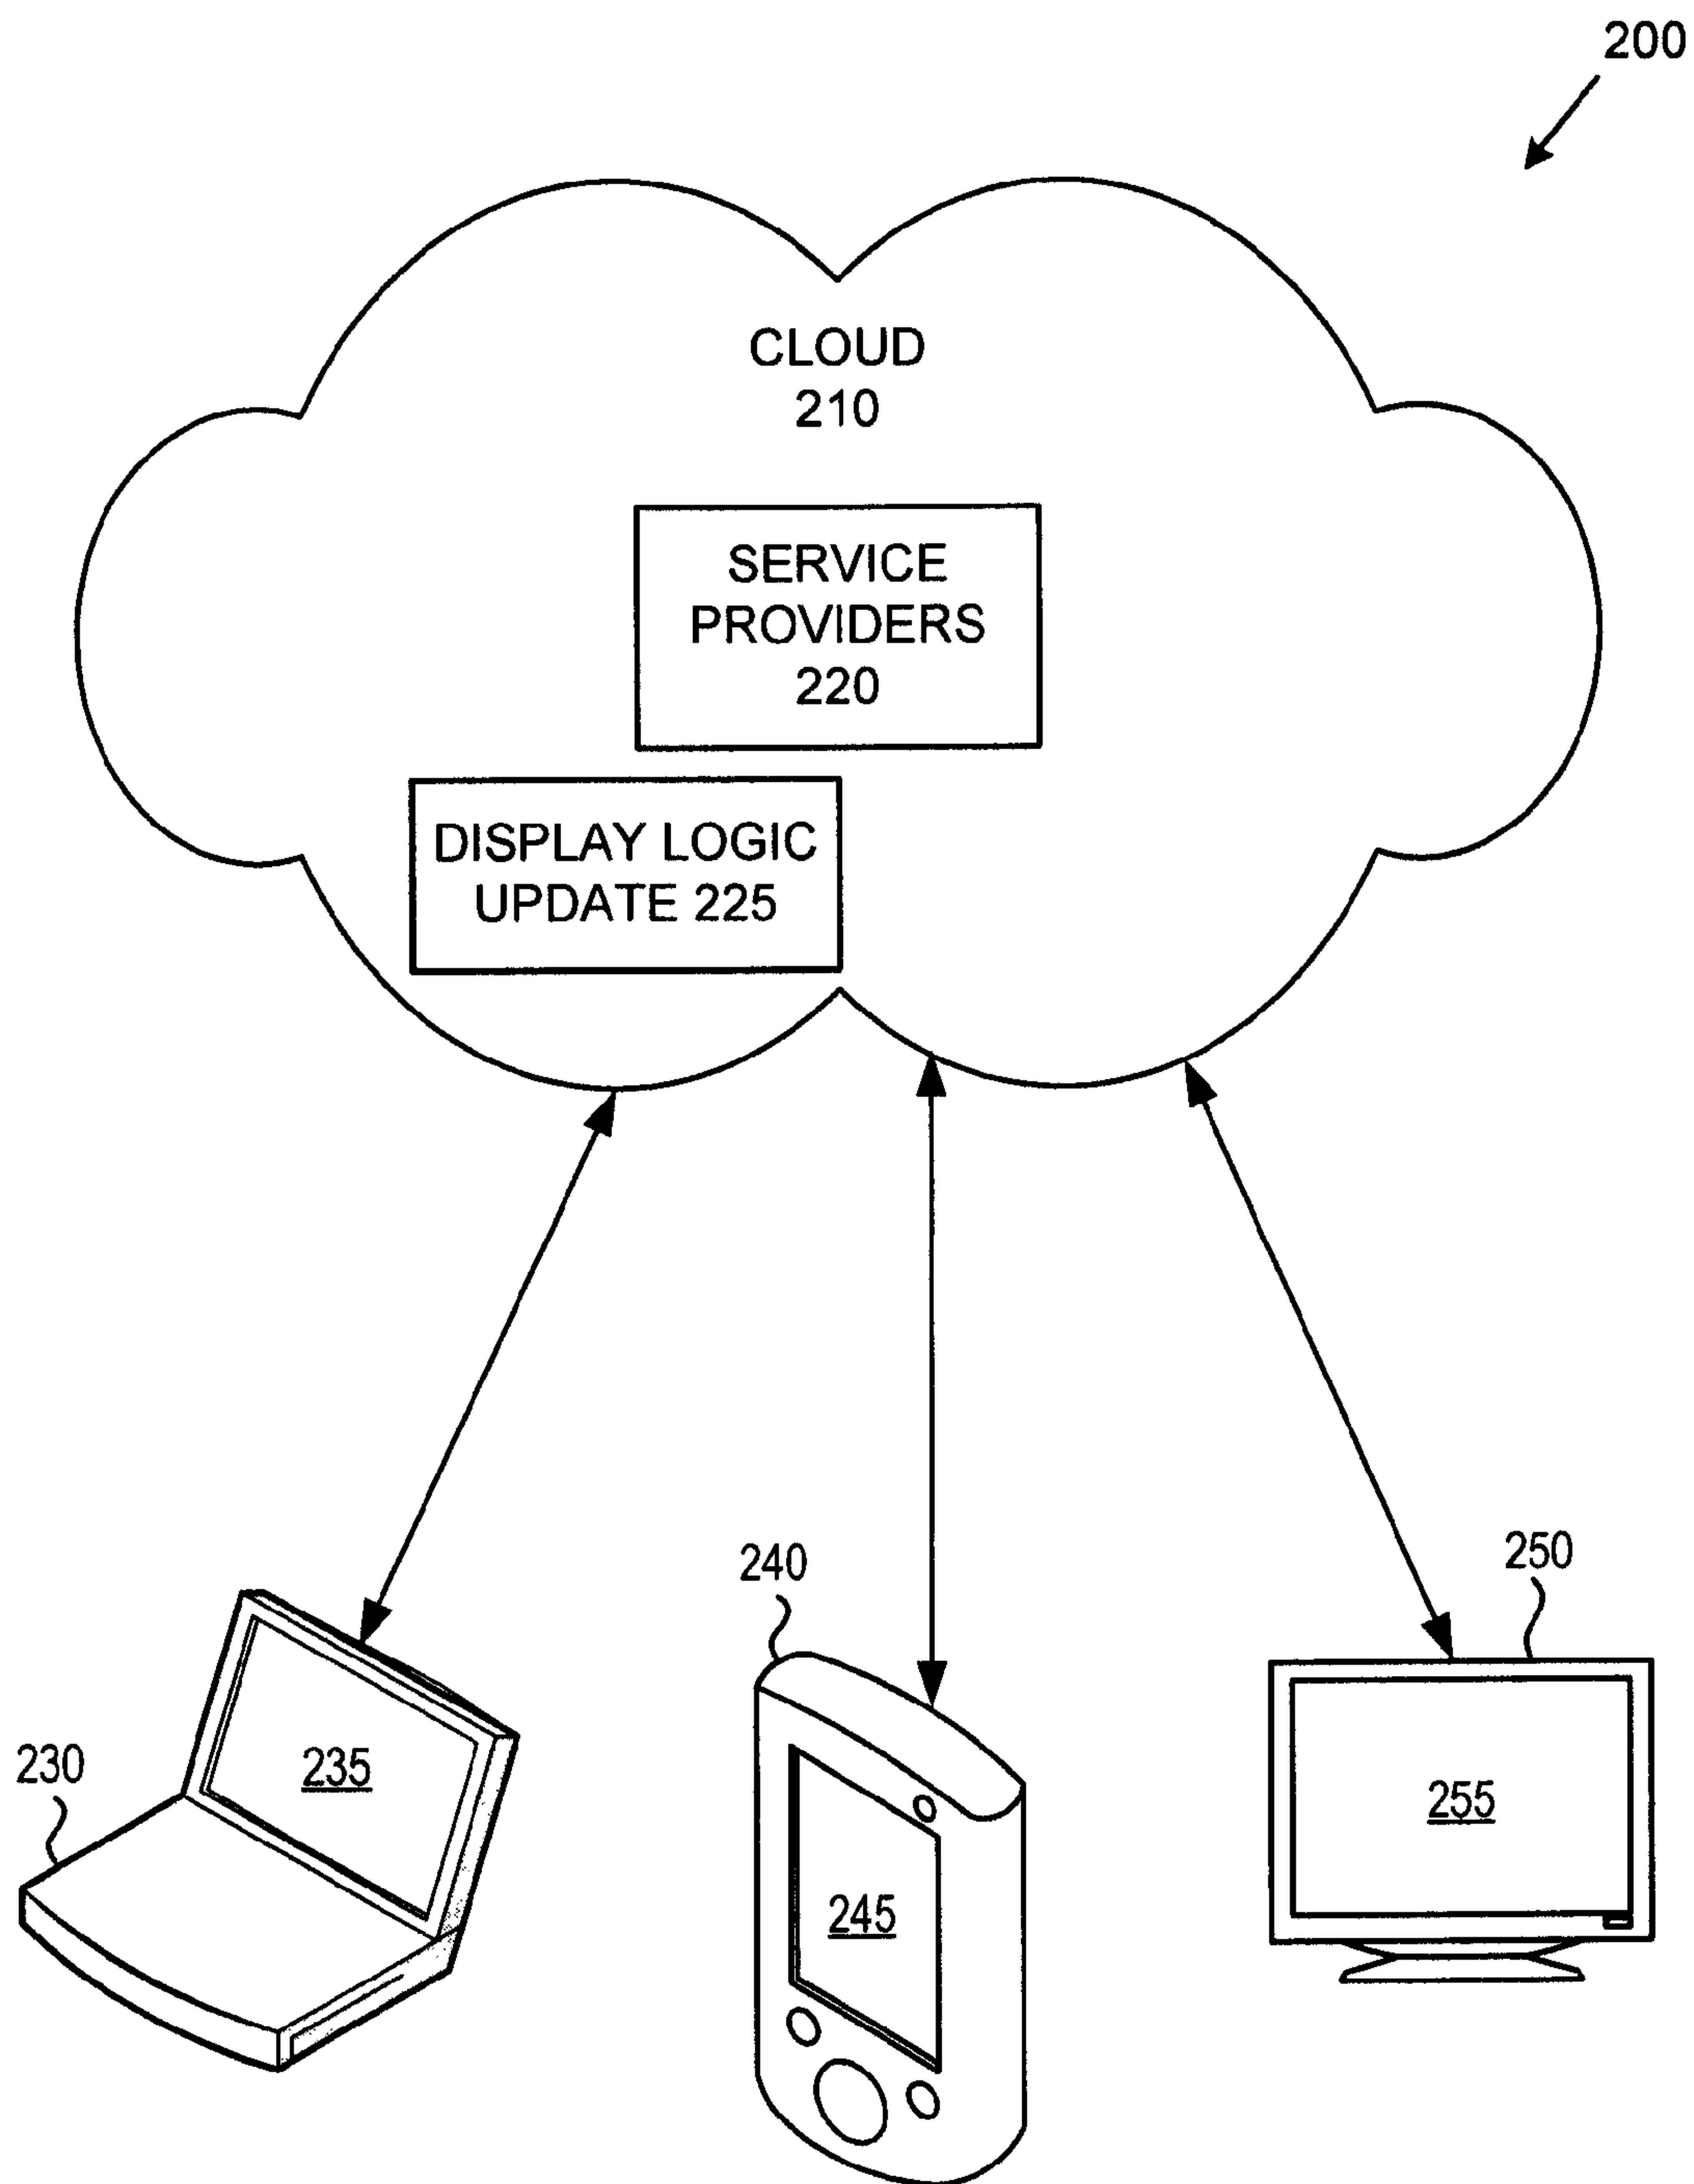 200
CLOUD
210
SERVICE
PROVIDERS
220
DISPLAY LOGIC
UPDATE 225
240
250
230
235
245
255